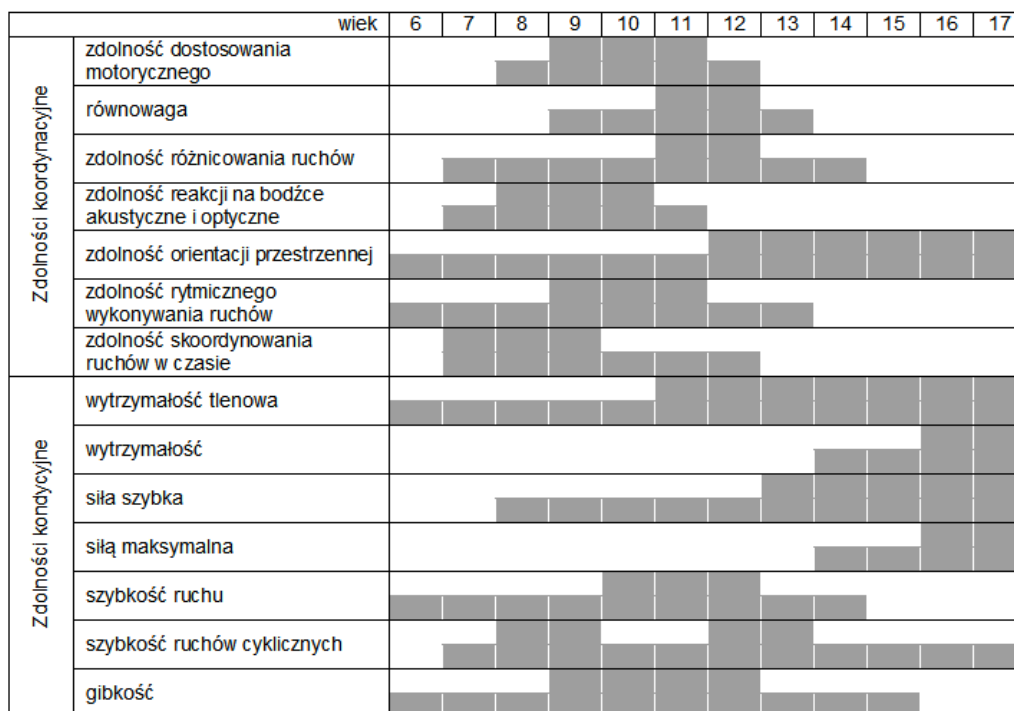 wiek 6 7 8 9 10 11 12 13 14 15 16 17
Zdolności koordynacyjne
zdolność dostosowania
motorycznego
równowaga
zdolność różnicowania ruchów
zdolność reakcji na bodźce
akustyczne i optyczne
zdolność orientacji przestrzennej
zdolność rytmicznego
wykonywania ruchów
zdolność skoordynowania
ruchów w czasie
Zdolności kondycyjne
wytrzymałość tlenowa
wytrzymałość
siła szybka
siłą maksymalna
szybkość ruchu
szybkość ruchów cyklicznych
gibkość